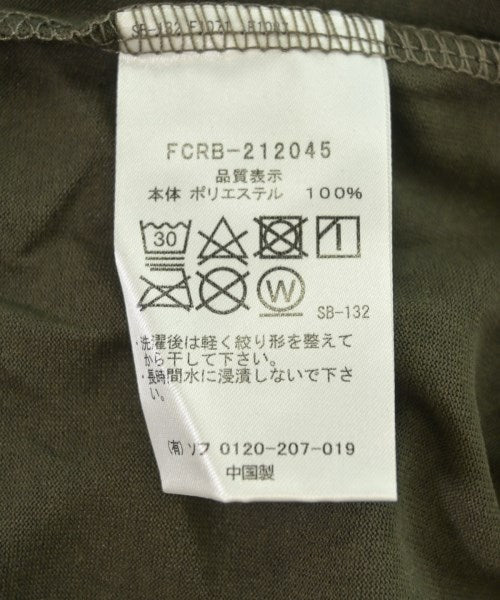 FCRB-212045
品質表示
本体 ポリエステル 100%
30
W
SB-132
・洗濯後は軽く絞り形を整えて
から干して下さい。
・長時間水に浸漬しないで下さ
い。
(有)ソフ 0120-207-019
中国製